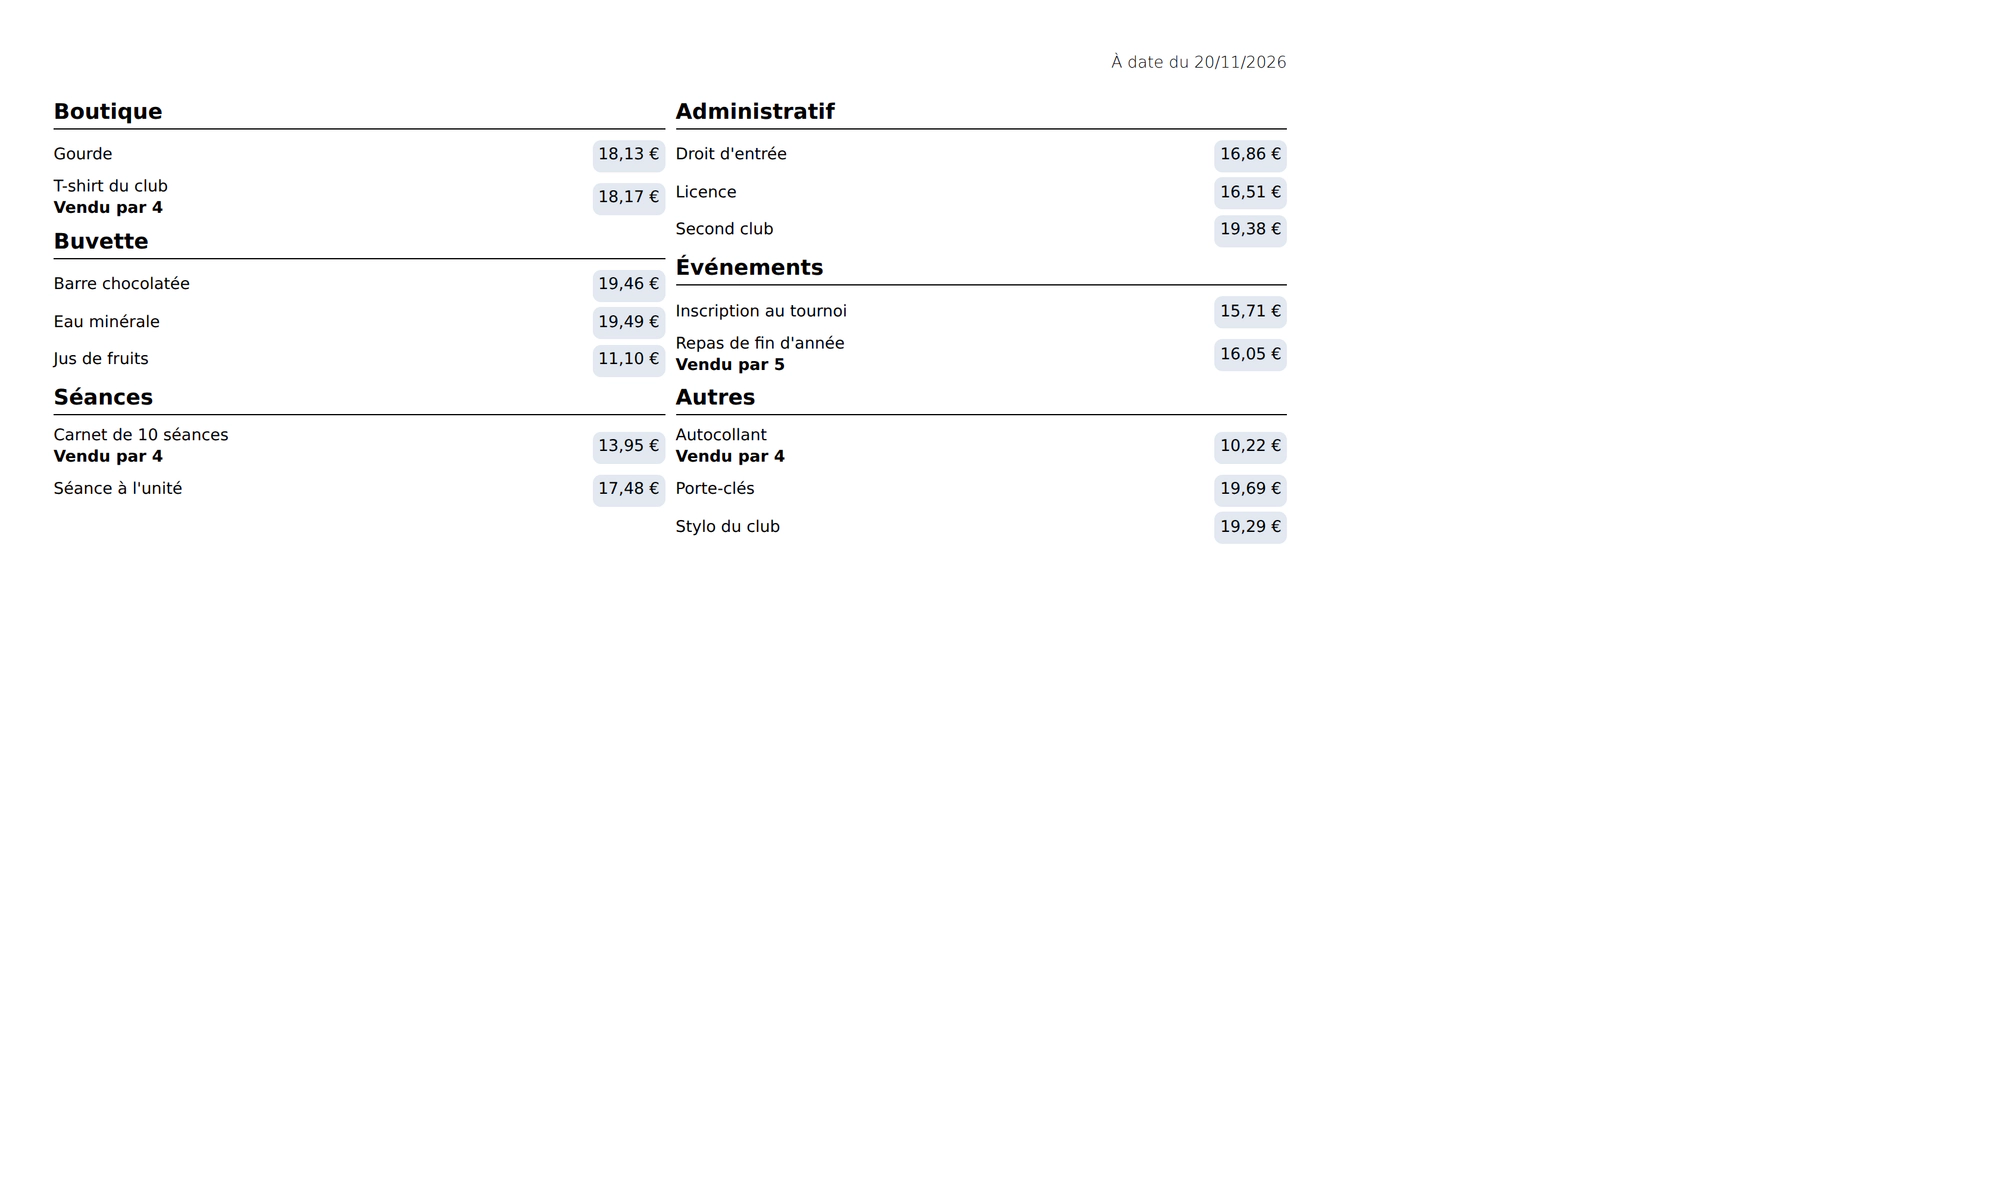 À date du 20/11/2026
Boutique
Gourde 18,13 €
T-shirt du club
Vendu par 4
18,17 €
Buvette
Barre chocolatée 19,46 €
Eau minérale 19,49 €
Jus de fruits 11,10 €
Séances
Carnet de 10 séances
Vendu par 4
13,95 €
Séance à l'unité 17,48 €
Administratif
Droit d'entrée 16,86 €
Licence 16,51 €
Second club 19,38 €
Événements
Inscription au tournoi 15,71 €
Repas de fin d'année
Vendu par 5
16,05 €
Autres
Autocollant
Vendu par 4
10,22 €
Porte-clés 19,69 €
Stylo du club 19,29 €